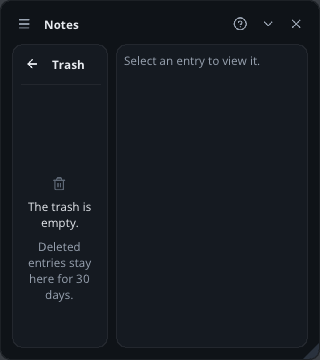 Notes
Trash
Select an entry to view it.
The trash is
empty.
Deleted
entries stay
here for 30
days.